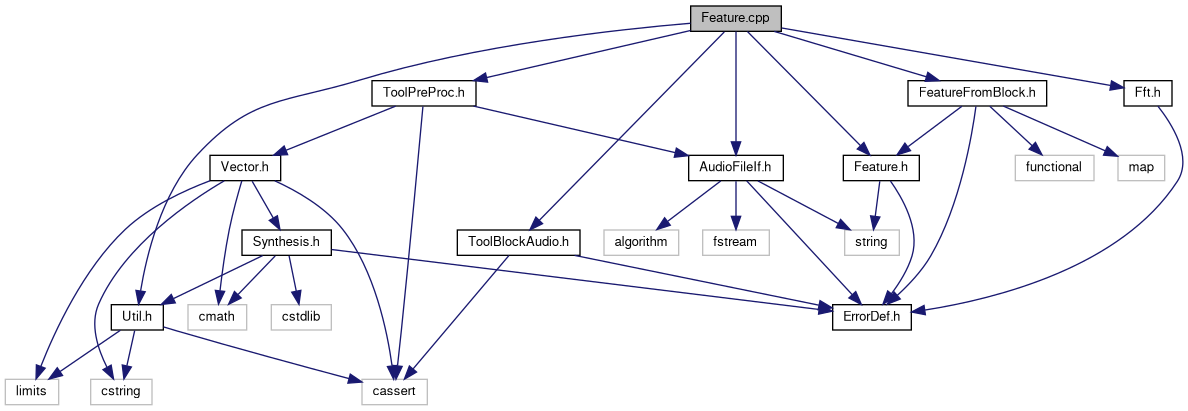 Feature.cpp
ToolPreProc.h
FeatureFromBlock.h
Fft.h
Vector.h
AudioFileIf.h
Feature.h
functional
map
Synthesis.h
ToolBlockAudio.h
algorithm
fstream
string
Util.h
cmath
cstdlib
ErrorDef.h
limits
cstring
cassert